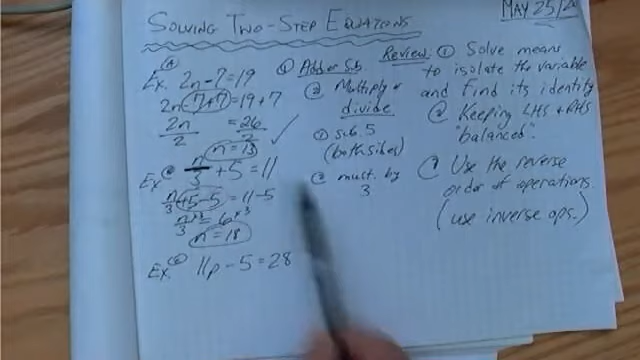 Solving Two-Step Equations
May 25/2
Ⓐ
Ex. 2n-7=19
2n(-7+7)=19+7
2n/2 = 26/2
n=13 ✓
Ex Ⓑ n/3 +5=11
n/3 +5-5=11-5
n/3 ×3 = 6 ×3
n=18
Ex. Ⓒ 11p-5=28
① Add or Sub.
② Multiply or
divide
① sub. 5
(both sides)
② mult. by
3
Review: ① Solve means
to isolate the variable
and find its identity
② Keeping LHS + RHS
"balanced"
Use the reverse
order of operations.
(use inverse ops.)